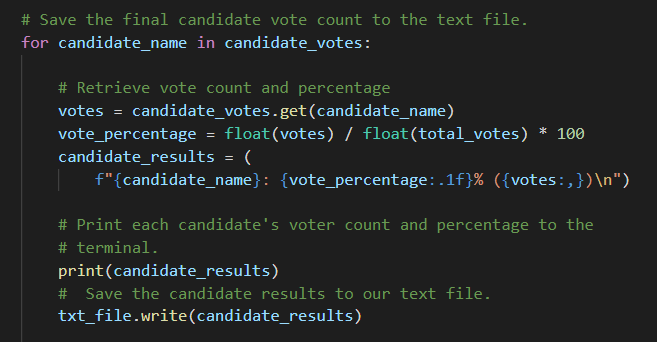 # Save the final candidate vote count to the text file.
for candidate_name in candidate_votes:
# Retrieve vote count and percentage
votes = candidate_votes.get(candidate_name)
vote_percentage = float(votes) / float(total_votes) * 100
candidate_results = (
f"{candidate_name}: {vote_percentage:.1f}% ({votes:,})\n")
# Print each candidate's voter count and percentage to the
# terminal.
print(candidate_results)
#  Save the candidate results to our text file.
txt_file.write(candidate_results)